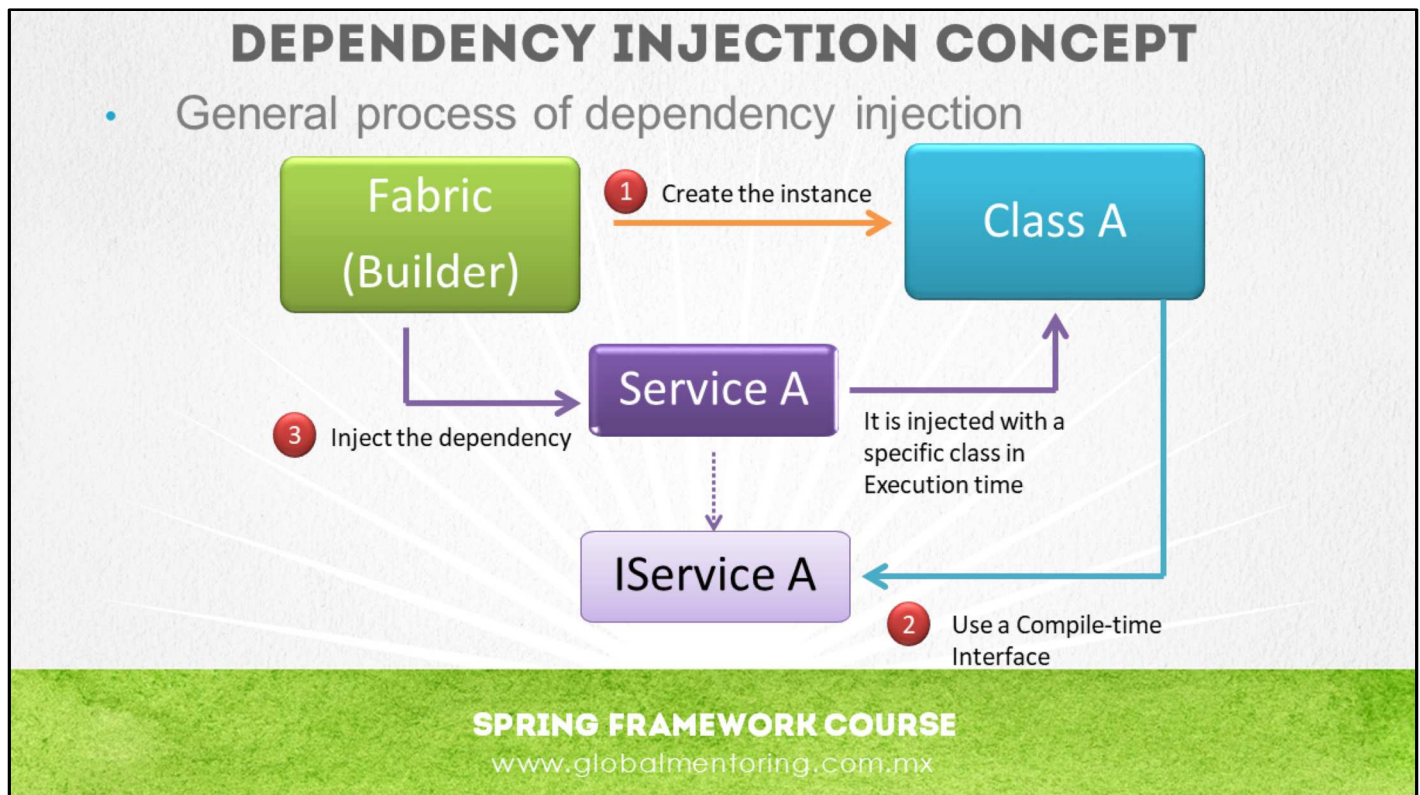 DEPENDENCY INJECTION CONCEPT
• General process of dependency injection
Fabric
(Builder)
1 Create the instance
Class A
Service A
3 Inject the dependency
It is injected with a
specific class in
Execution time
IService A
2 Use a Compile-time
Interface
SPRING FRAMEWORK COURSE
www.globalmentoring.com.mx